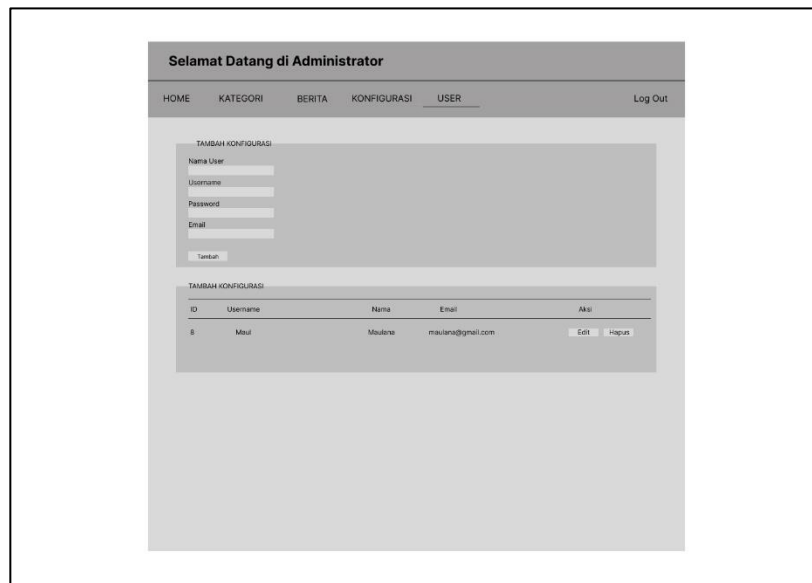 Selamat Datang di Administrator
HOME KATEGORI BERITA KONFIGURASI USER Log Out
TAMBAH KONFIGURASI
Nama User
Username
Password
Email
Tambah
TAMBAH KONFIGURASI
ID Username Nama Email Aksi
8 Maul Maulana maulana@gmail.com Edit Hapus